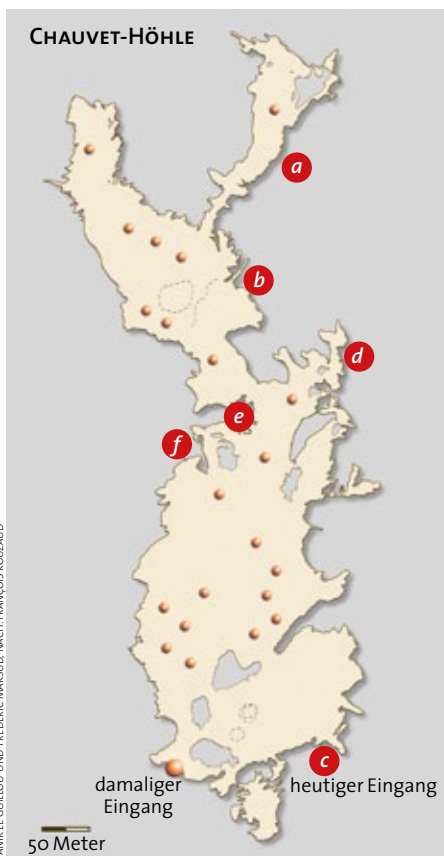 CHAUVET-HÖHLE
a
b
d
e
f
c
damaliger
Eingang
heutiger Eingang
50 Meter